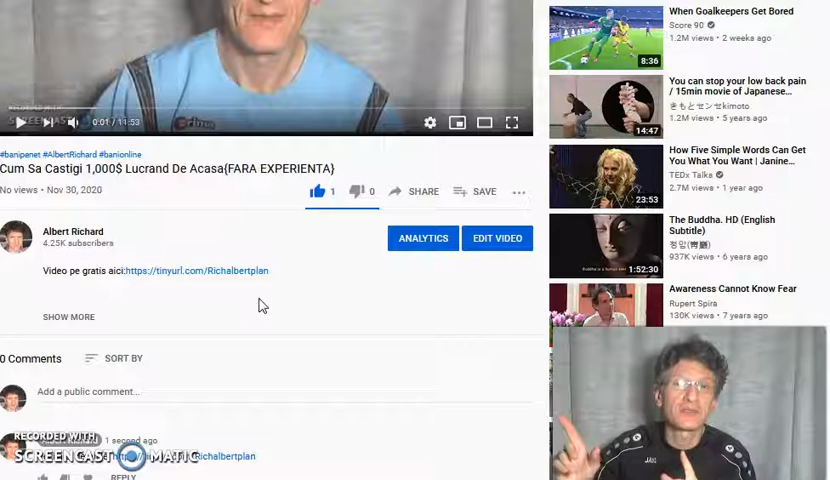 0:01 / 11:53
#banipenet #AlbertRichard #banionline
Cum Sa Castigi 1,000$ Lucrand De Acasa{FARA EXPERIENTA}
No views • Nov 30, 2020
1
0
SHARE
SAVE
Albert Richard
4.25K subscribers
ANALYTICS
EDIT VIDEO
Video pe gratis aici:https://tinyurl.com/Richalbertplan
SHOW MORE
0 Comments
SORT BY
Add a public comment...
Albert Richard 1 second ago
RECORDED WITH
SCREENCAST MATIC
Richalbertplan
REPLY
When Goalkeepers Get Bored
Score 90
1.2M views • 2 weeks ago
8:36
You can stop your low back pain
/ 15min movie of Japanese...
きもとセンセkimoto
1.2M views • 5 years ago
14:47
How Five Simple Words Can Get
You What You Want | Janine...
TEDx Talks
2.7M views • 1 year ago
23:53
The Buddha. HD (English
Subtitle)
937K views • 6 years ago
1:52:30
Awareness Cannot Know Fear
Rupert Spira
130K views • 7 years ago
JAKO